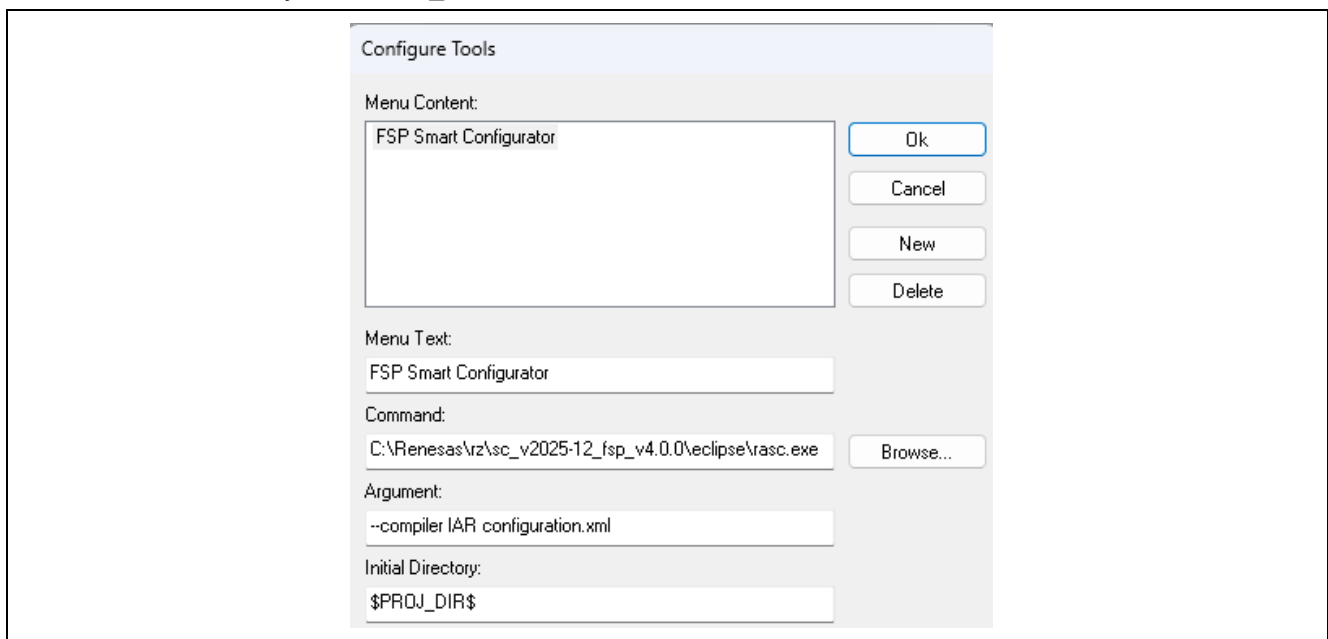 Configure Tools
Menu Content:
FSP Smart Configurator
Ok
Cancel
New
Delete
Menu Text:
FSP Smart Configurator
Command:
C:\Renesas\rz\sc_v2025-12_fsp_v4.0.0\eclipse\rasc.exe
Browse...
Argument:
--compiler IAR configuration.xml
Initial Directory:
$PROJ_DIR$